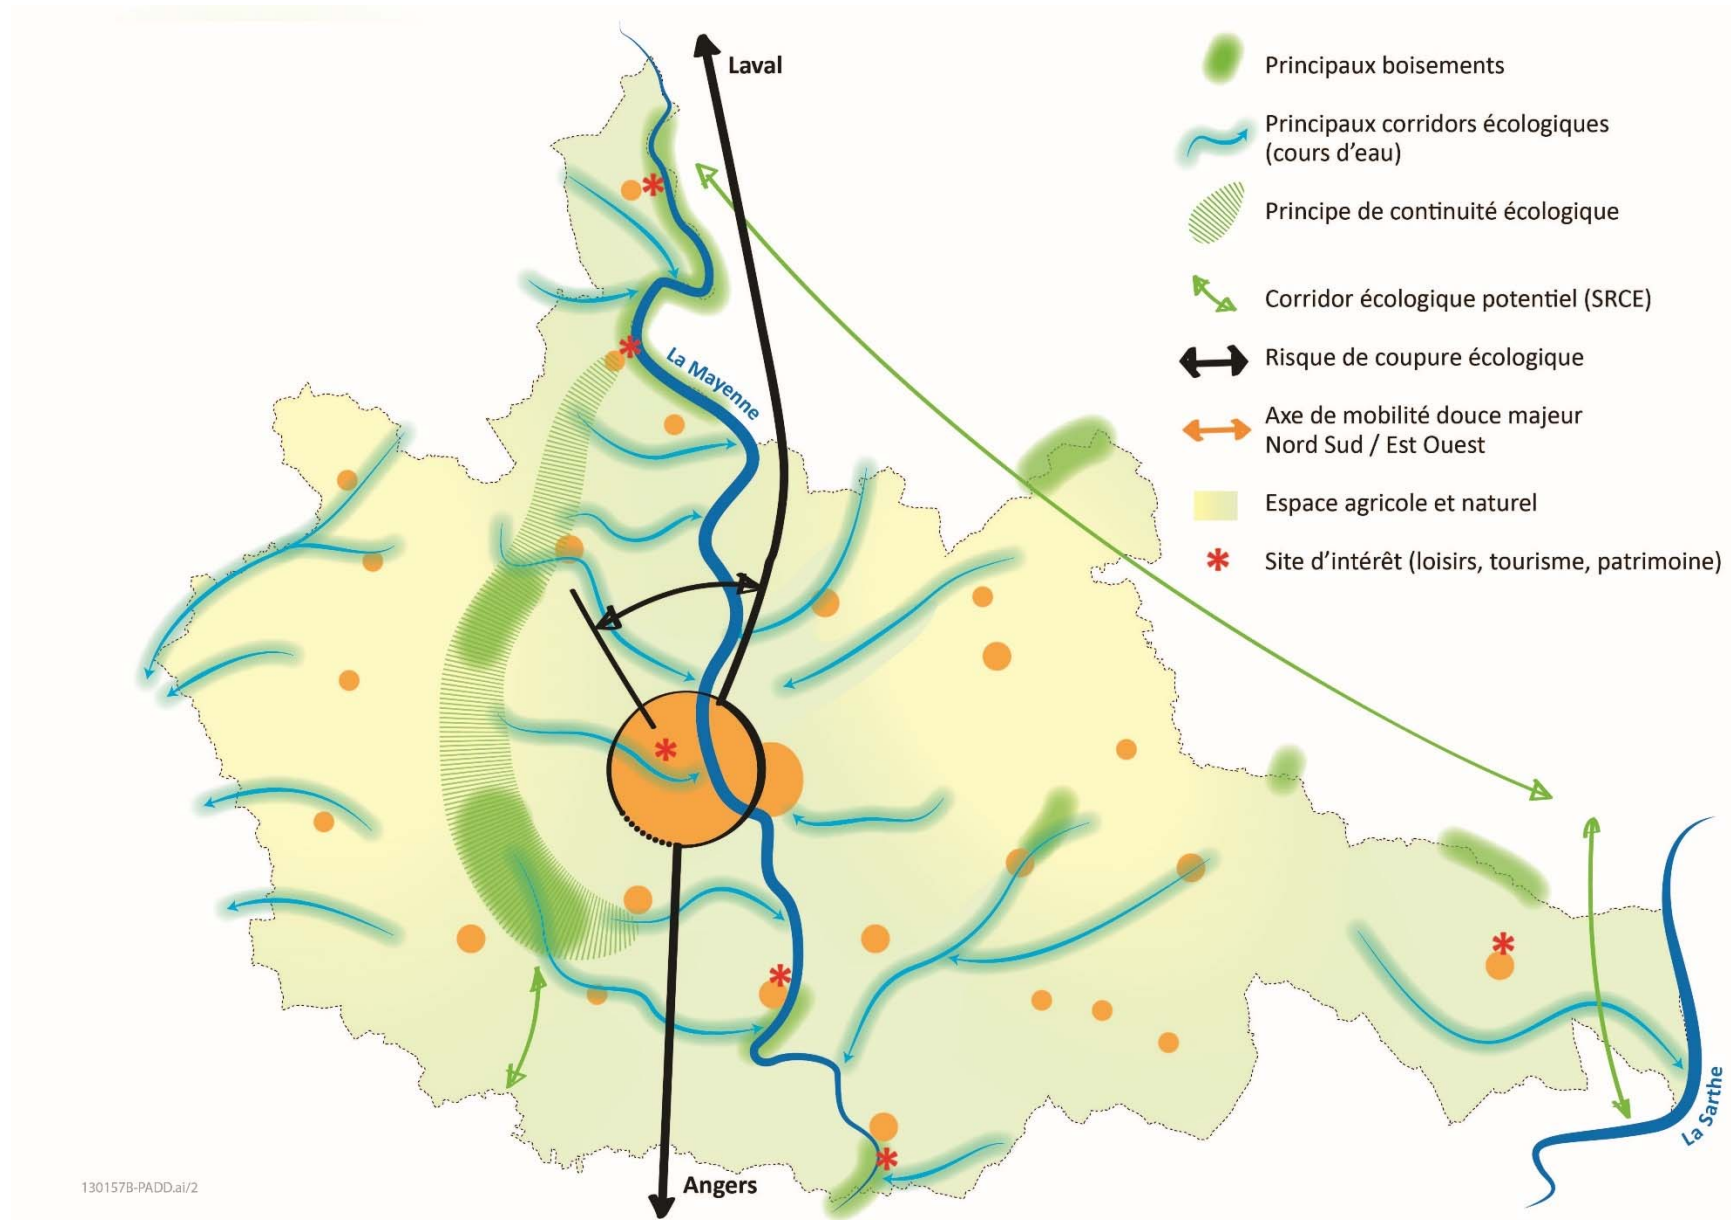 Laval
La Mayenne
Principaux boisements
Principaux corridors écologiques
(cours d'eau)
Principe de continuité écologique
Corridor écologique potentiel (SRCE)
Risque de coupure écologique
Axe de mobilité douce majeur
Nord Sud / Est Ouest
Espace agricole et naturel
Site d'intérêt (loisirs, tourisme, patrimoine)
La Sarthe
Angers
130157B-PADD.ai/2